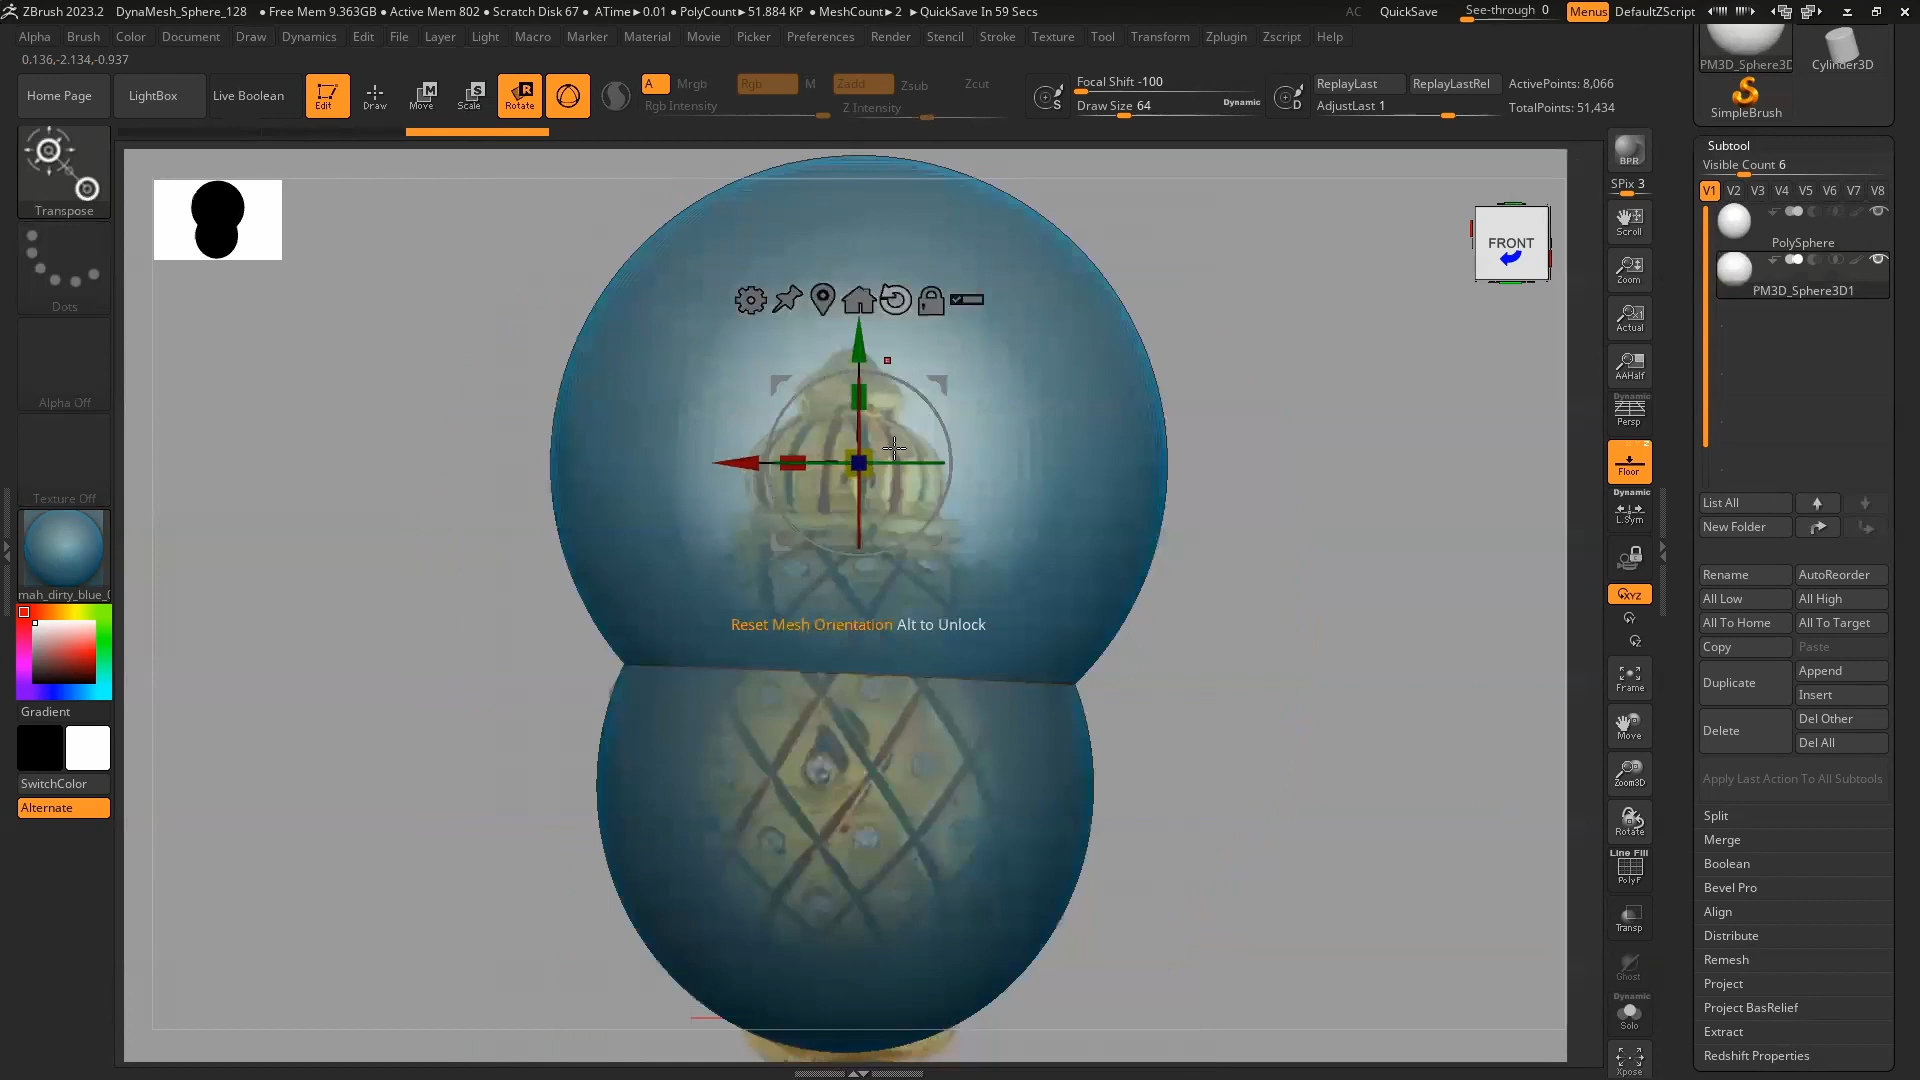 ZBrush 2023.2 DynaMesh_Sphere_128 ● Free Mem 9.363GB ● Active Mem 802 ● Scratch Disk 67 ● ATime►0.01 ● PolyCount►51.884 KP ● MeshCount►2 ►QuickSave In 59 Secs AC QuickSave See-through 0 Menus DefaultZScript
Alpha Brush Color Document Draw Dynamics Edit File Layer Light Macro Marker Material Movie Picker Preferences Render Stencil Stroke Texture Tool Transform Zplugin Zscript Help
0.136,-2.134,-0.937
PM3D_Sphere3D Cylinder3D
Home Page LightBox Live Boolean Edit Draw Move Scale Rotate
A Mrgb Rgb M Zadd Zsub Zcut
Rgb Intensity Z Intensity
Focal Shift -100
Draw Size 64 Dynamic
ReplayLast ReplayLastRel
AdjustLast 1
ActivePoints: 8,066
TotalPoints: 51,434
SimpleBrush
Transpose
Dots
Alpha Off
Texture Off
Gradient
SwitchColor
Alternate
FRONT
Reset Mesh Orientation Alt to Unlock
BPR
SPix 3
Scroll
Zoom
Actual
AAHalf
Dynamic
Persp
Floor
Dynamic
L.Sym
XYZ
Frame
Move
Zoom3D
Rotate
Line Fill
PolyF
Transp
Ghost
Dynamic
Solo
Xpose
Subtool
Visible Count 6
V1 V2 V3 V4 V5 V6 V7 V8
PolySphere
PM3D_Sphere3D1
List All
New Folder
Rename AutoReorder
All Low All High
All To Home All To Target
Copy Paste
Duplicate Append
Insert
Delete Del Other
Del All
Apply Last Action To All Subtools
Split
Merge
Boolean
Bevel Pro
Align
Distribute
Remesh
Project
Project BasRelief
Extract
Redshift Properties